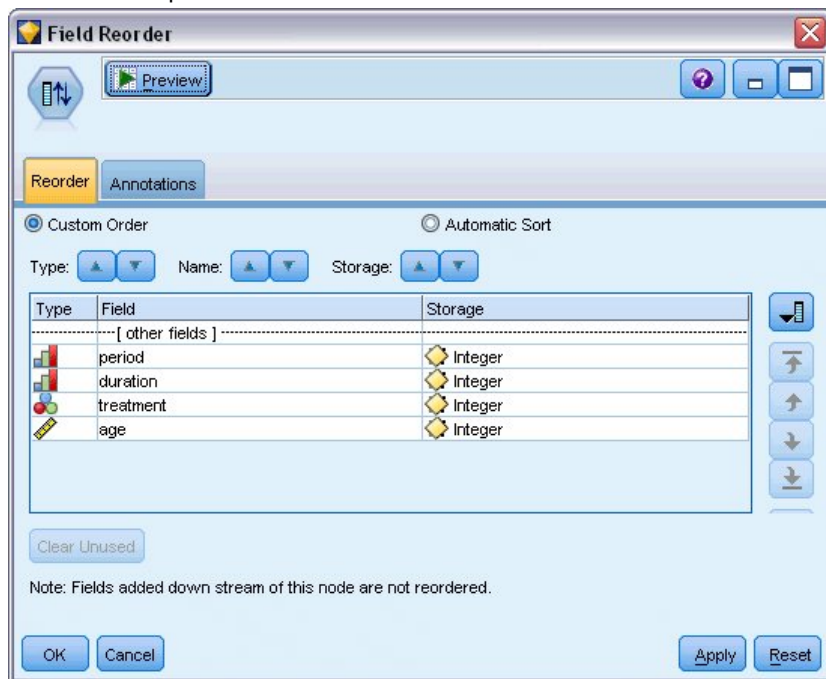 Field Reorder
Preview
Reorder Annotations
Custom Order Automatic Sort
Type: Name: Storage:
Type Field Storage
[ other fields ]
period Integer
duration Integer
treatment Integer
age Integer
Clear Unused
Note: Fields added down stream of this node are not reordered.
OK Cancel Apply Reset